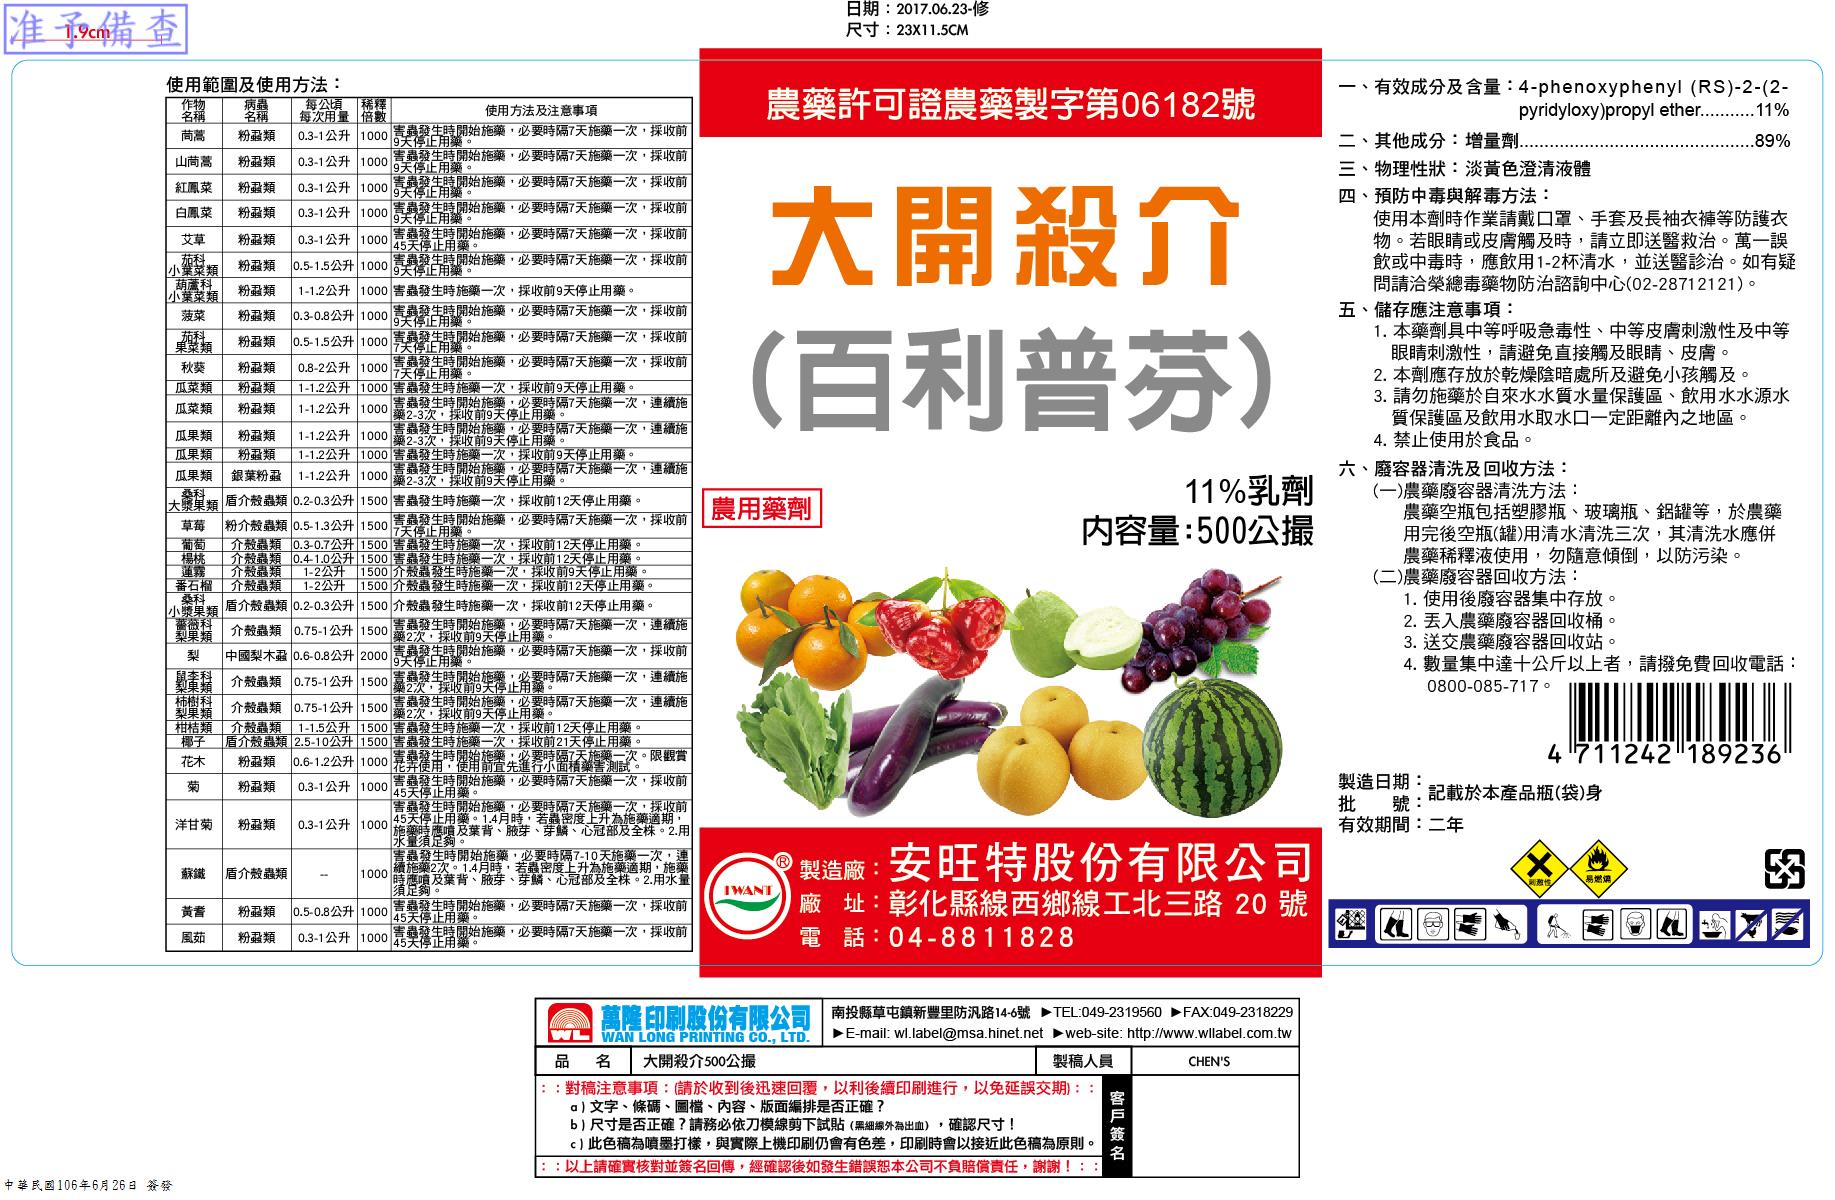 准予備查
1.9cm
日期：2017.06.23-修
尺寸：23X11.5CM
使用範圍及使用方法：
作物名稱 病蟲名稱 每公頃每次用量 稀釋倍數 使用方法及注意事項
茼蒿 粉蝨類 0.3-1公升 1000 害蟲發生時開始施藥，必要時隔7天施藥一次，採收前9天停止用藥。
山茼蒿 粉蝨類 0.3-1公升 1000 害蟲發生時開始施藥，必要時隔7天施藥一次，採收前9天停止用藥。
紅鳳菜 粉蝨類 0.3-1公升 1000 害蟲發生時開始施藥，必要時隔7天施藥一次，採收前9天停止用藥。
白鳳菜 粉蝨類 0.3-1公升 1000 害蟲發生時開始施藥，必要時隔7天施藥一次，採收前9天停止用藥。
艾草 粉蝨類 0.3-1公升 1000 害蟲發生時開始施藥，必要時隔7天施藥一次，採收前45天停止用藥。
茄科小葉菜類 粉蝨類 0.5-1.5公升 1000 害蟲發生時開始施藥，必要時隔7天施藥一次，採收前9天停止用藥。
葫蘆科小葉菜類 粉蝨類 1-1.2公升 1000 害蟲發生時施藥一次，採收前9天停止用藥。
菠菜 粉蝨類 0.3-0.8公升 1000 害蟲發生時開始施藥，必要時隔7天施藥一次，採收前9天停止用藥。
茄科果菜類 粉蝨類 0.5-1.5公升 1000 害蟲發生時開始施藥，必要時隔7天施藥一次，採收前7天停止用藥。
秋葵 粉蝨類 0.8-2公升 1000 害蟲發生時開始施藥，必要時隔7天施藥一次，採收前7天停止用藥。
瓜菜類 粉蝨類 1-1.2公升 1000 害蟲發生時施藥一次，採收前9天停止用藥。
瓜菜類 粉蝨類 1-1.2公升 1000 害蟲發生時開始施藥，必要時隔7天施藥一次，連續施藥2-3次，採收前9天停止用藥。
瓜果類 粉蝨類 1-1.2公升 1000 害蟲發生時開始施藥，必要時隔7天施藥一次，連續施藥2-3次，採收前9天停止用藥。
瓜果類 粉蝨類 1-1.2公升 1000 害蟲發生時施藥一次，採收前9天停止用藥。
瓜果類 銀葉粉蝨 1-1.2公升 1000 害蟲發生時開始施藥，必要時隔7天施藥一次，連續施藥2-3次，採收前9天停止用藥。
桑科大漿果類 盾介殼蟲類 0.2-0.3公升 1500 害蟲發生時施藥一次，採收前12天停止用藥。
草莓 粉介殼蟲類 0.5-1.3公升 1500 害蟲發生時開始施藥，必要時隔7天施藥一次，採收前7天停止用藥。
葡萄 介殼蟲類 0.3-0.7公升 1500 害蟲發生時施藥一次，採收前12天停止用藥。
楊桃 介殼蟲類 0.4-1.0公升 1500 害蟲發生時施藥一次，採收前12天停止用藥。
蓮霧 介殼蟲類 1-2公升 1500 介殼蟲發生時施藥一次，採收前9天停止用藥。
番石榴 介殼蟲類 1-2公升 1500 介殼蟲發生時施藥一次，採收前12天停止用藥。
桑科小漿果類 盾介殼蟲類 0.2-0.3公升 1500 介殼蟲發生時施藥一次，採收前12天停止用藥。
薔薇科梨果類 介殼蟲類 0.75-1公升 1500 害蟲發生時開始施藥，必要時隔7天施藥一次，連續施藥2次，採收前9天停止用藥。
梨 中國梨木蝨 0.6-0.8公升 2000 害蟲發生時開始施藥，必要時隔7天施藥一次，採收前9天停止用藥。
鼠李科梨果類 介殼蟲類 0.75-1公升 1500 害蟲發生時開始施藥，必要時隔7天施藥一次，連續施藥2次，採收前9天停止用藥。
柿樹科梨果類 介殼蟲類 0.75-1公升 1500 害蟲發生時開始施藥，必要時隔7天施藥一次，連續施藥2次，採收前9天停止用藥。
柑桔類 介殼蟲類 1-1.5公升 1500 害蟲發生時施藥一次，採收前12天停止用藥。
椰子 盾介殼蟲類 2.5-10公升 1500 害蟲發生時施藥一次，採收前21天停止用藥。
花木 粉蝨類 0.6-1.2公升 1000 害蟲發生時開始施藥，必要時隔7天施藥一次。限觀賞花卉使用，使用前宜先進行小面積藥害測試。
菊 粉蝨類 0.3-1公升 1000 害蟲發生時開始施藥，必要時隔7天施藥一次，採收前45天停止用藥。
洋甘菊 粉蝨類 0.3-1公升 1000 害蟲發生時開始施藥，必要時隔7天施藥一次，採收前45天停止用藥。1.4月時，若蟲密度上升為施藥適期，施藥時應噴及葉背、腋芽、芽鱗、心冠部及全株。2.用水量須足夠。
蘇鐵 盾介殼蟲類 -- 1000 害蟲發生時開始施藥，必要時隔7-10天施藥一次，連續施藥2次。1.4月時，若蟲密度上升為施藥適期，施藥時應噴及葉背、腋芽、芽鱗、心冠部及全株。2.用水量須足夠。
黃耆 粉蝨類 0.5-0.8公升 1000 害蟲發生時開始施藥，必要時隔7天施藥一次，採收前45天停止用藥。
風茹 粉蝨類 0.3-1公升 1000 害蟲發生時開始施藥，必要時隔7天施藥一次，採收前45天停止用藥。
農藥許可證農藥製字第06182號
大開殺介
(百利普芬)
農用藥劑
11%乳劑
內容量:500公撮
IWANT
®
製造廠：安旺特股份有限公司
廠　址：彰化縣線西鄉線工北三路 20 號
電　話：04-8811828
一、有效成分及含量：4-phenoxyphenyl (RS)-2-(2-
pyridyloxy)propyl ether...........11%
二、其他成分：增量劑...............................................89%
三、物理性狀：淡黃色澄清液體
四、預防中毒與解毒方法：
使用本劑時作業請戴口罩、手套及長袖衣褲等防護衣
物。若眼睛或皮膚觸及時，請立即送醫救治。萬一誤
飲或中毒時，應飲用1-2杯清水，並送醫診治。如有疑
問請洽榮總毒藥物防治諮詢中心(02-28712121)。
五、儲存應注意事項：
1. 本藥劑具中等呼吸急毒性、中等皮膚刺激性及中等
眼睛刺激性，請避免直接觸及眼睛、皮膚。
2. 本劑應存放於乾燥陰暗處所及避免小孩觸及。
3. 請勿施藥於自來水水質水量保護區、飲用水水源水
質保護區及飲用水取水口一定距離內之地區。
4. 禁止使用於食品。
六、廢容器清洗及回收方法：
(一)農藥廢容器清洗方法：
農藥空瓶包括塑膠瓶、玻璃瓶、鋁罐等，於農藥
用完後空瓶(罐)用清水清洗三次，其清洗水應併
農藥稀釋液使用，勿隨意傾倒，以防污染。
(二)農藥廢容器回收方法：
1. 使用後廢容器集中存放。
2. 丟入農藥廢容器回收桶。
3. 送交農藥廢容器回收站。
4. 數量集中達十公斤以上者，請撥免費回收電話：
0800-085-717。
4 711242 189236
製造日期：
批　　號：
記載於本產品瓶(袋)身
有效期間：二年
刺激性
易燃燒
WL
萬隆印刷股份有限公司
WAN LONG PRINTING CO., LTD.
南投縣草屯鎮新豐里防汎路14-6號 ►TEL:049-2319560 ►FAX:049-2318229
►E-mail: wl.label@msa.hinet.net ►web-site: http://www.wllabel.com.tw
品　名 大開殺介500公撮 製稿人員 CHEN'S
：：對稿注意事項：(請於收到後迅速回覆，以利後續印刷進行，以免延誤交期)：：
a）文字、條碼、圖檔、內容、版面編排是否正確？
b）尺寸是否正確？請務必依刀模線剪下試貼（黑細線外為出血），確認尺寸！
c）此色稿為噴墨打樣，與實際上機印刷仍會有色差，印刷時會以接近此色稿為原則。
：：以上請確實核對並簽名回傳，經確認後如發生錯誤恕本公司不負賠償責任，謝謝！：：
客戶簽名
中華民國106年6月26日 簽發